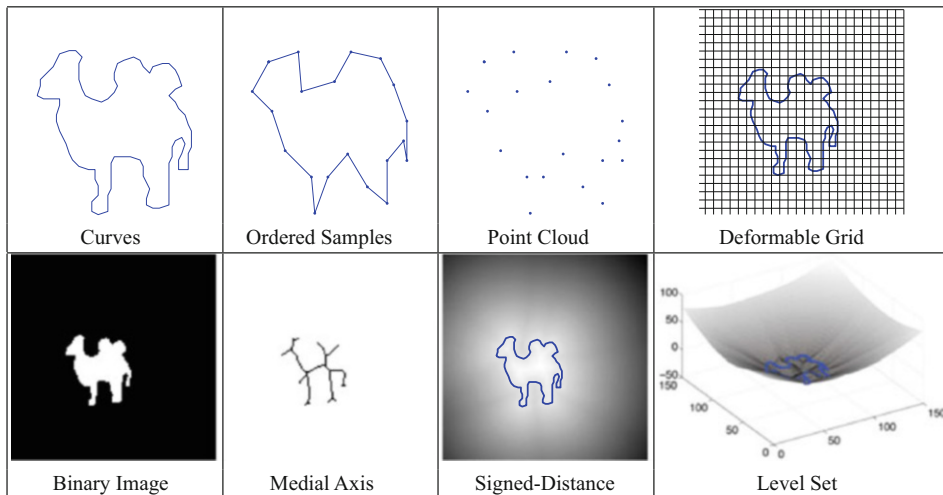 Curves
Ordered Samples
Point Cloud
Deformable Grid
Binary Image
Medial Axis
Signed-Distance
Level Set
100
50
0
−50
150
100
50
0
0
50
100
150